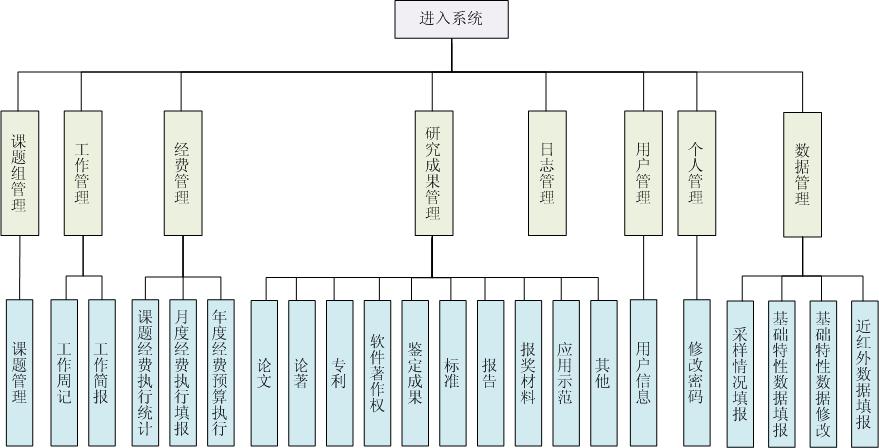 进入系统
课题组管理
工作管理
经费管理
研究成果管理
日志管理
用户管理
个人管理
数据管理
课题管理
工作周记
工作简报
课题经费执行统计
月度经费执行填报
年度经费预算执行
论文
论著
专利
软件著作权
鉴定成果
标准
报告
报奖材料
应用示范
其他
用户信息
修改密码
采样情况填报
基础特性数据填报
基础特性数据修改
近红外数据填报